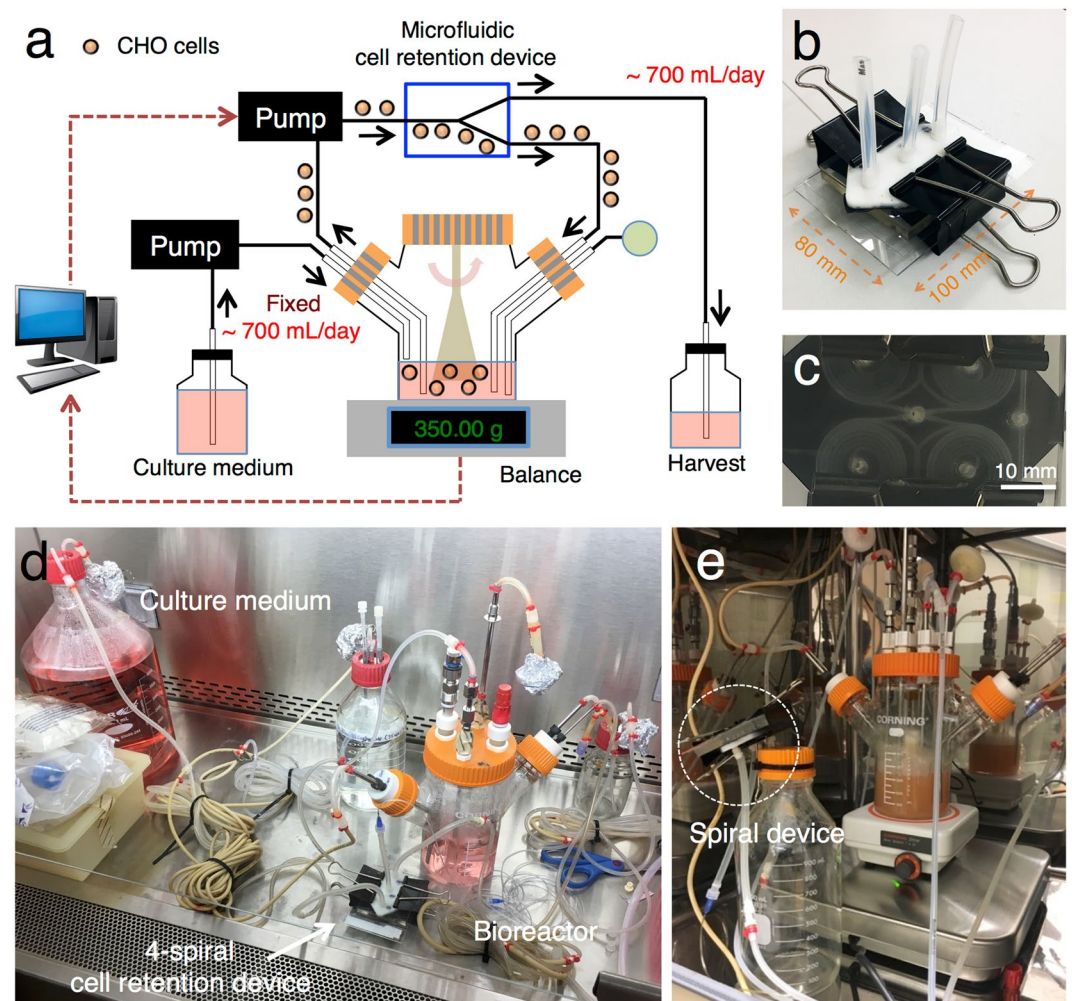 a
CHO cells
Microfluidic
cell retention device
~ 700 mL/day
Pump
Pump
Fixed
~ 700 mL/day
350.00 g
Culture medium
Balance
Harvest
b
80 mm
100 mm
c
10 mm
d
Culture medium
Bioreactor
4-spiral
cell retention device
e
CORNING
Spiral device